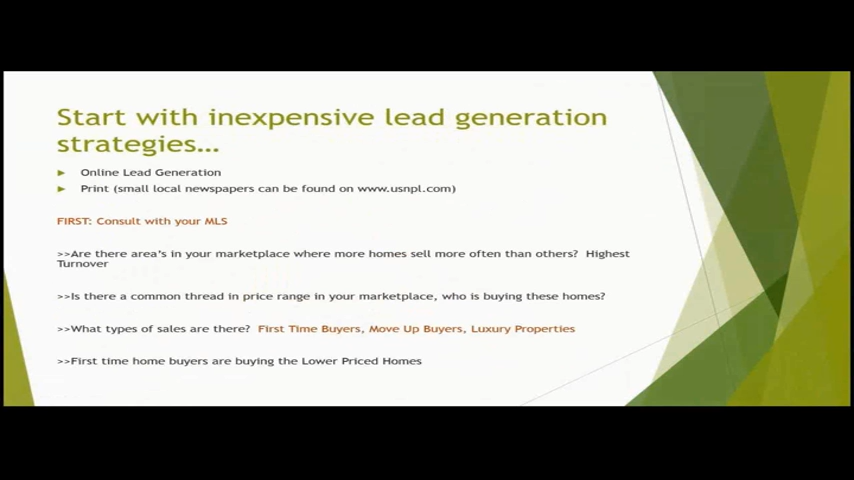 Start with inexpensive lead generation
strategies...
Online Lead Generation
Print (small local newspapers can be found on www.usnpl.com)
FIRST: Consult with your MLS
>>Are there area's in your marketplace where more homes sell more often than others? Highest
Turnover
>>Is there a common thread in price range in your marketplace, who is buying these homes?
>>What types of sales are there? First Time Buyers, Move Up Buyers, Luxury Properties
>>First time home buyers are buying the Lower Priced Homes